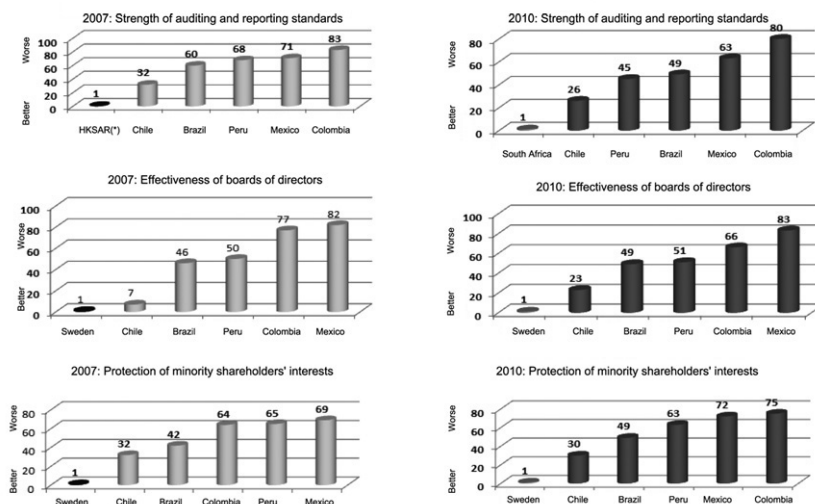 2007: Strength of auditing and reporting standards
Worse
Better
100
80
60
40
20
0
1
32
60
68
71
83
HKSAR(*) Chile Brazil Peru Mexico Colombia
2010: Strength of auditing and reporting standards
Worse
Better
80
60
40
20
0
1
26
45
49
63
80
South Africa Chile Peru Brazil Mexico Colombia
2007: Effectiveness of boards of directors
Worse
Better
100
80
60
40
20
0
1
7
46
50
77
82
Sweden Chile Brazil Peru Colombia Mexico
2010: Effectiveness of boards of directors
Worse
Better
100
80
60
40
20
0
1
23
49
51
66
83
Sweden Chile Brazil Peru Colombia Mexico
2007: Protection of minority shareholders' interests
Worse
Better
80
60
40
20
0
1
32
42
64
65
69
Sweden Chile Brazil Colombia Peru Mexico
2010: Protection of minority shareholders' interests
Worse
Better
80
60
40
20
0
1
30
49
63
72
75
Sweden Chile Brazil Peru Mexico Colombia